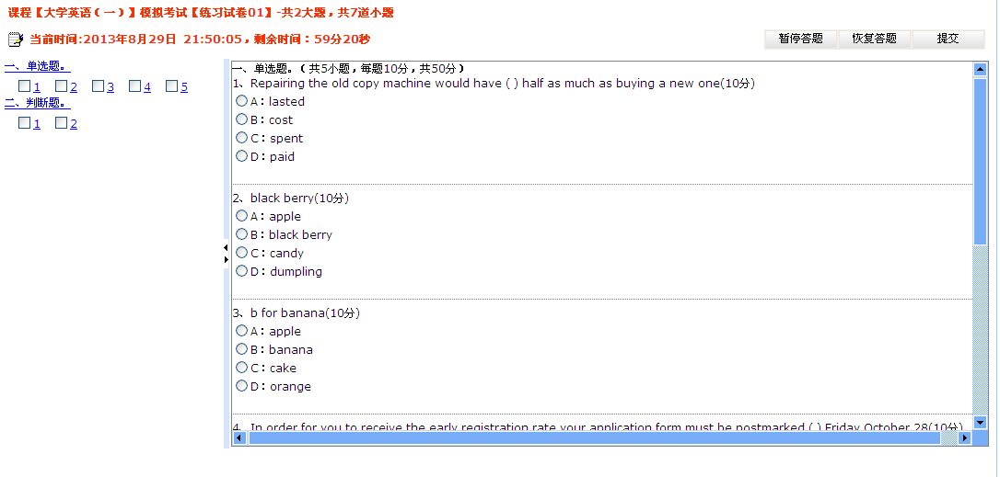 课程【大学英语（一）】模拟考试【练习试卷01】-共2大题，共7道小题
当前时间:2013年8月29日 21:50:05，剩余时间：59分20秒
暂停答题 恢复答题 提交
一、单选题。
1 2 3 4 5
二、判断题。
1 2
一、单选题。（共5小题，每题10分，共50分）
1、Repairing the old copy machine would have ( ) half as much as buying a new one(10分)
A：lasted
B：cost
C：spent
D：paid
2、black berry(10分)
A：apple
B：black berry
C：candy
D：dumpling
3、b for banana(10分)
A：apple
B：banana
C：cake
D：orange
4、In order for you to receive the early registration rate your application form must be postmarked ( ) Friday October 28(10分)